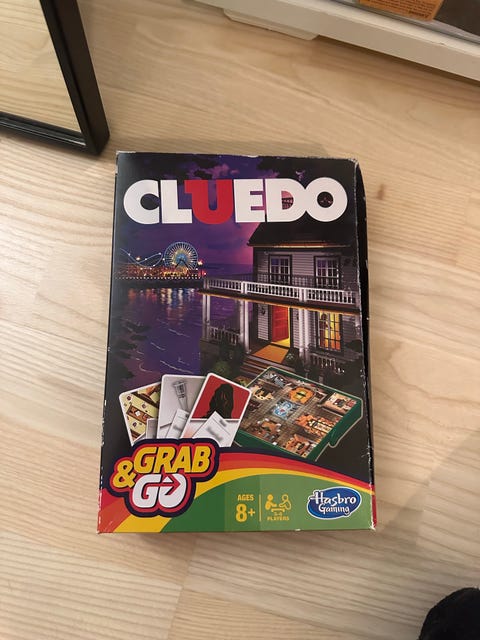 CLUEDO
GRAB
& GO
AGES
8+
PLAYERS
Hasbro
Gaming